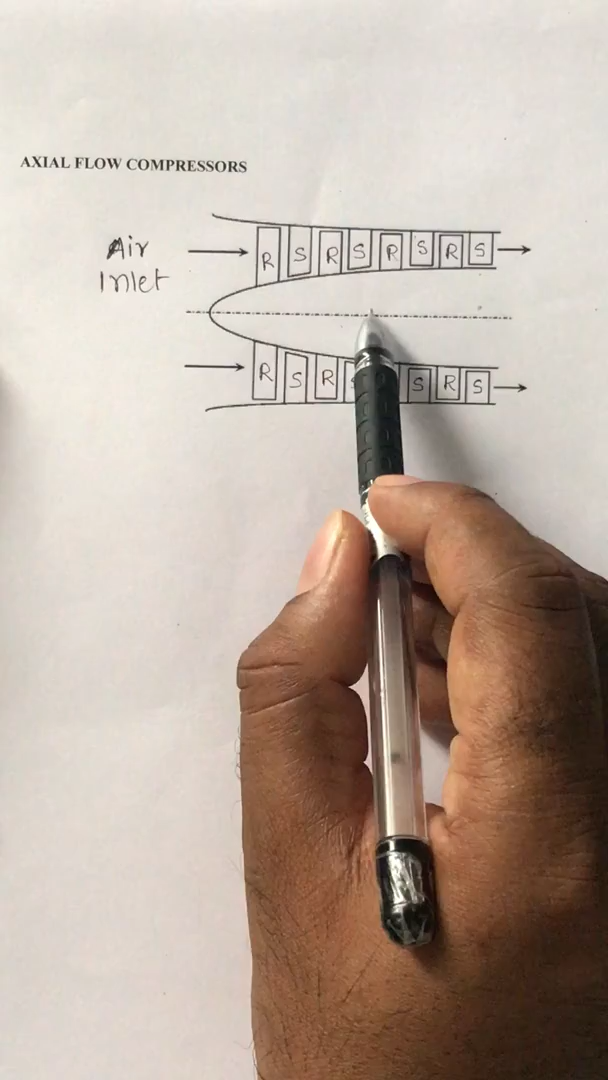 AXIAL FLOW COMPRESSORS
Air
Inlet
R S R S R S R S
R S R S S R S